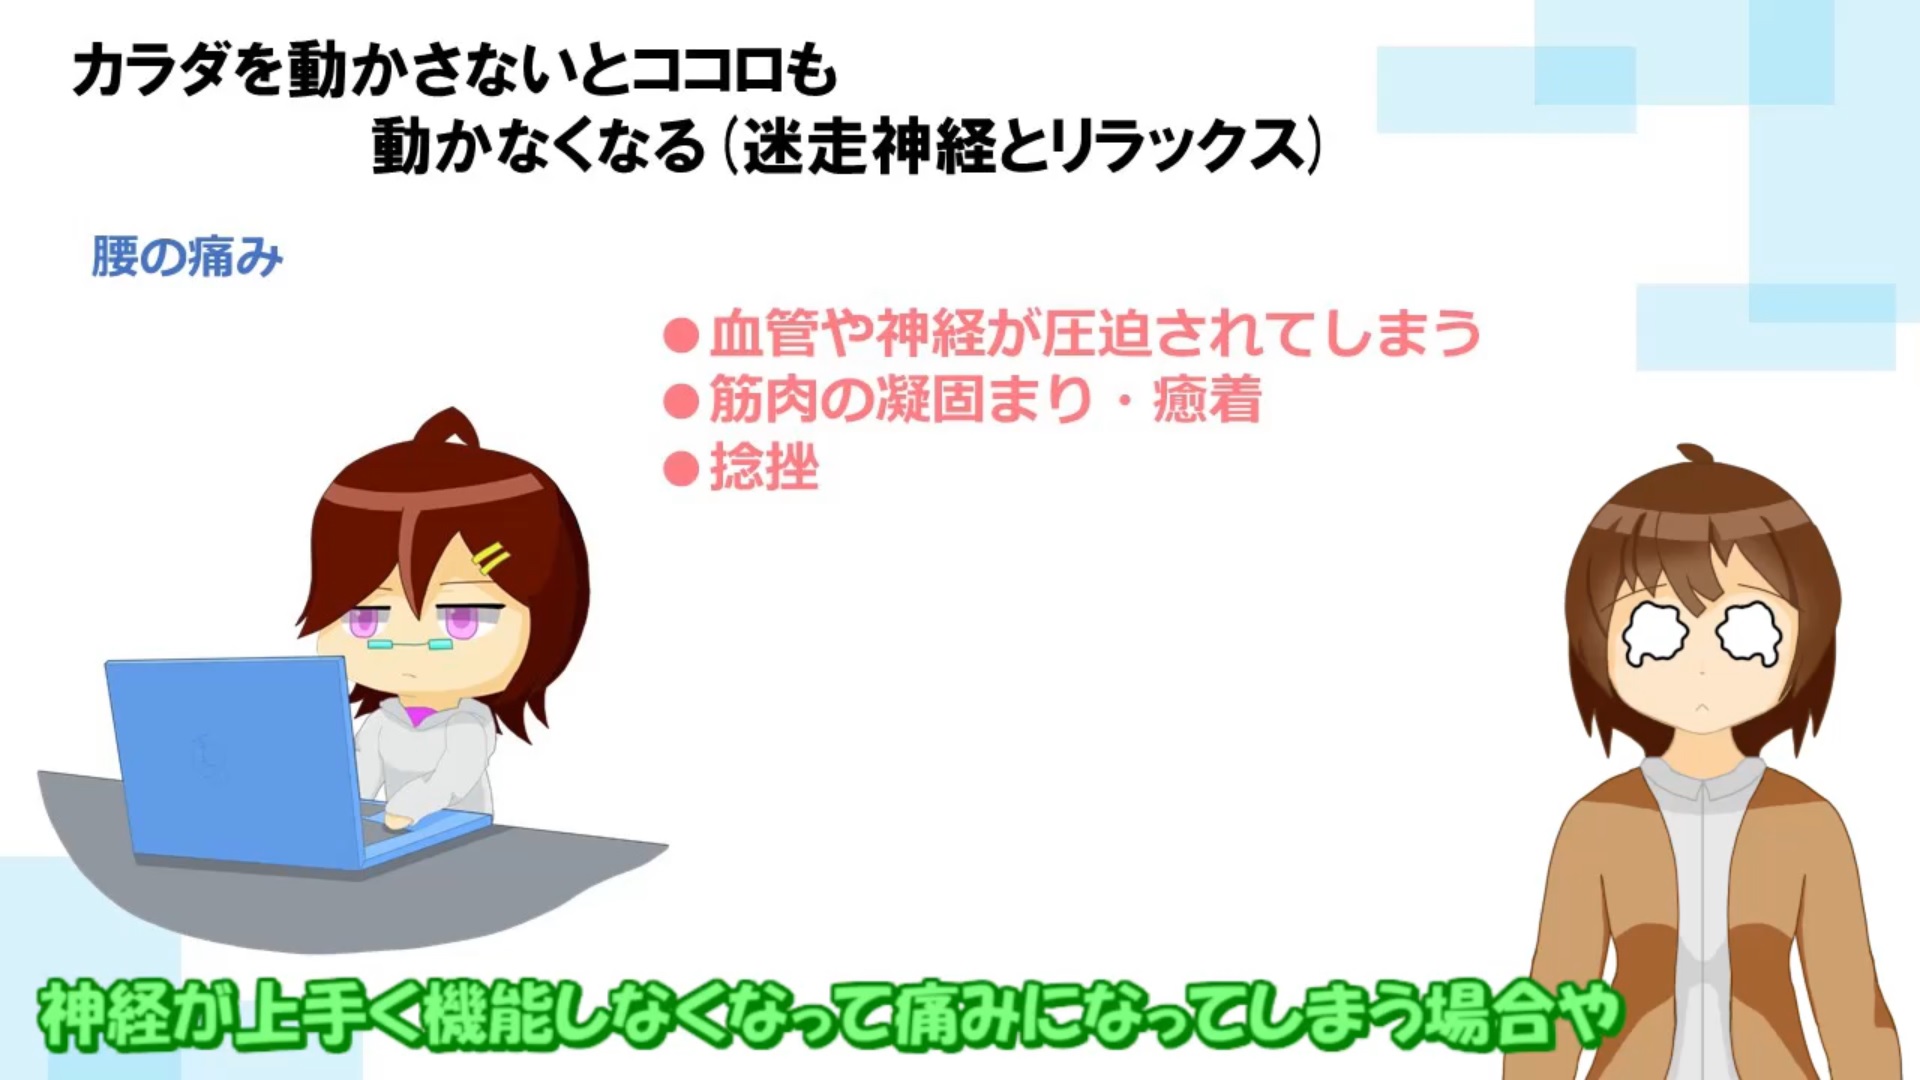 カラダを動かさないとココロも
動かなくなる(迷走神経とリラックス)
腰の痛み
●血管や神経が圧迫されてしまう
●筋肉の凝固まり・癒着
●捻挫
神経が上手く機能しなくなって痛みになってしまう場合や